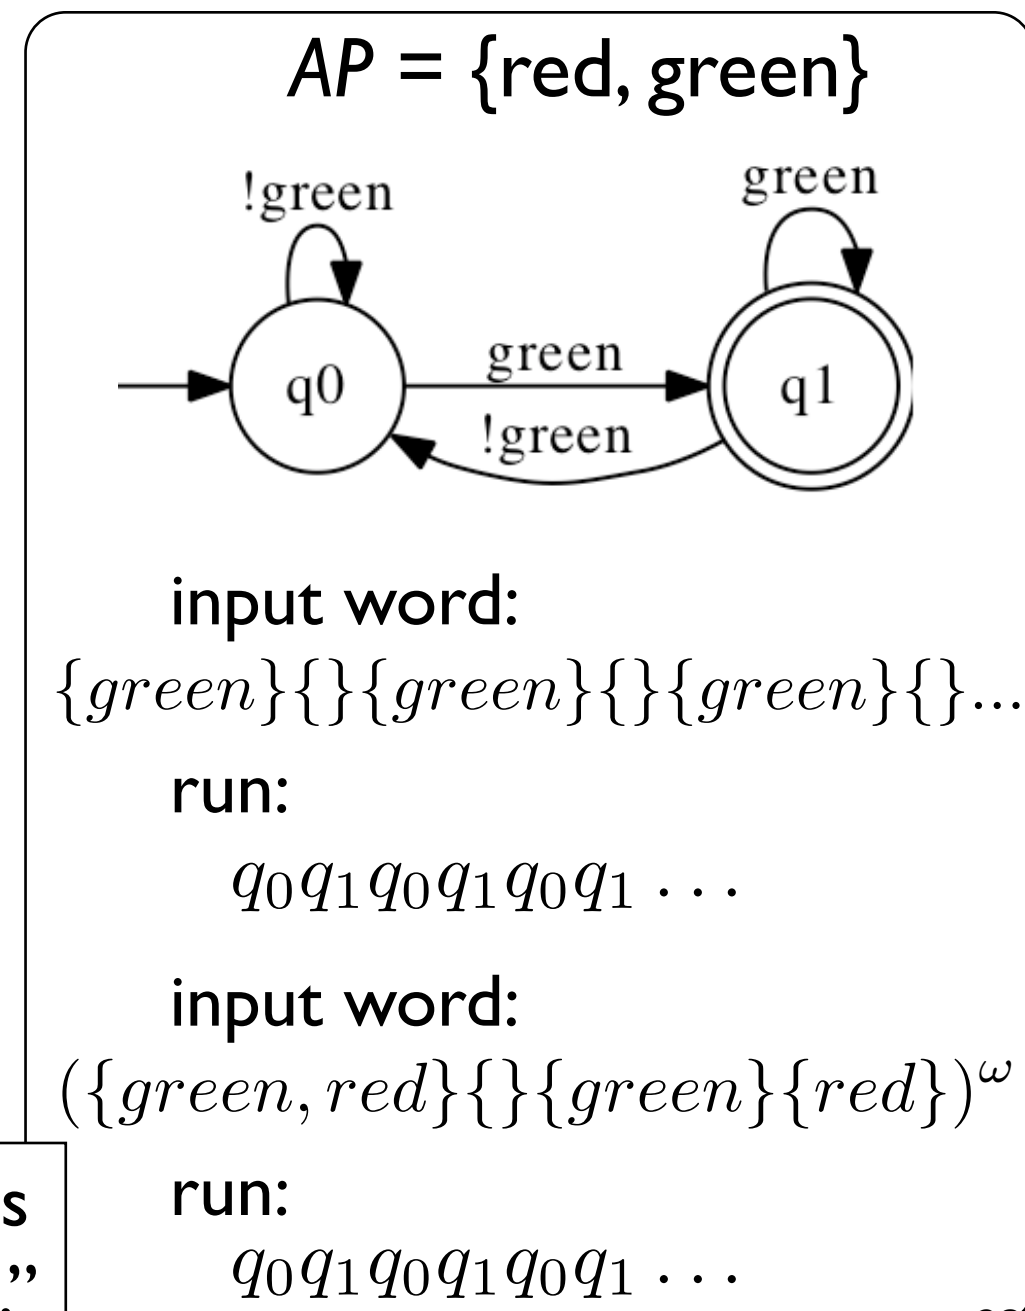 AP = {red, green}
!green
green
q0
green
!green
q1
input word:
{green}{}{green}{}{green}{}...
run:
q₀q₁q₀q₁q₀q₁ · · ·
input word:
({green, red}{}{green}{red})^ω
run:
s
q₀q₁q₀q₁q₀q₁ · · ·
”